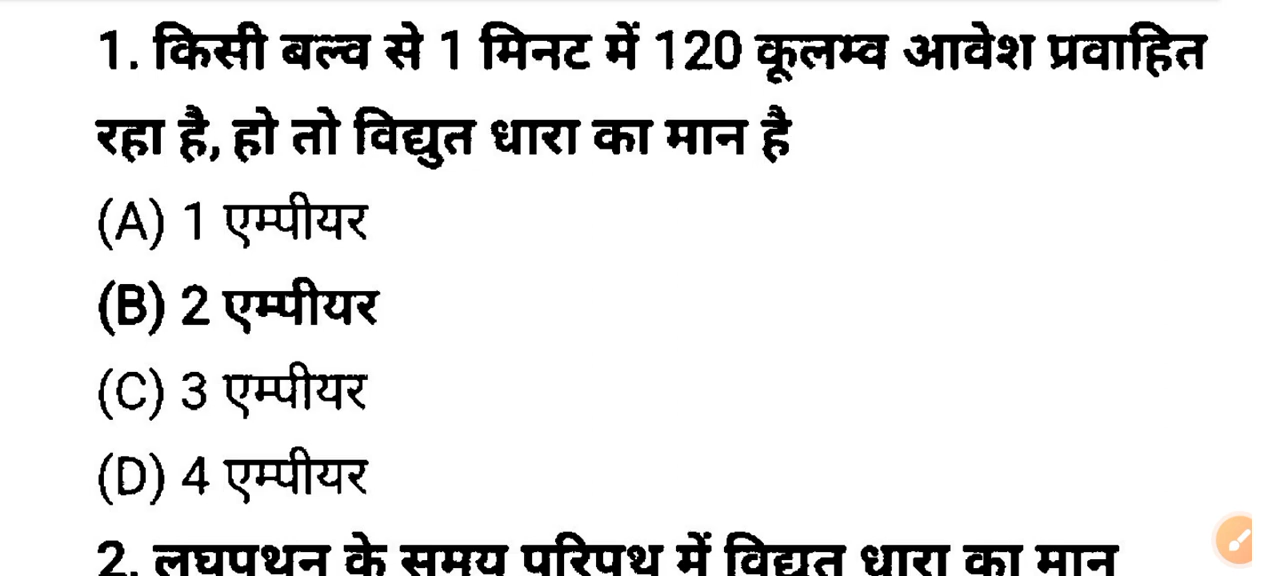 1. किसी बल्व से 1 मिनट में 120 कूलम्व आवेश प्रवाहित
रहा है, हो तो विद्युत धारा का मान है
(A) 1 एम्पीयर
(B) 2 एम्पीयर
(C) 3 एम्पीयर
(D) 4 एम्पीयर
2. लघुपथन के समय परिपथ में विद्युत धारा का मान